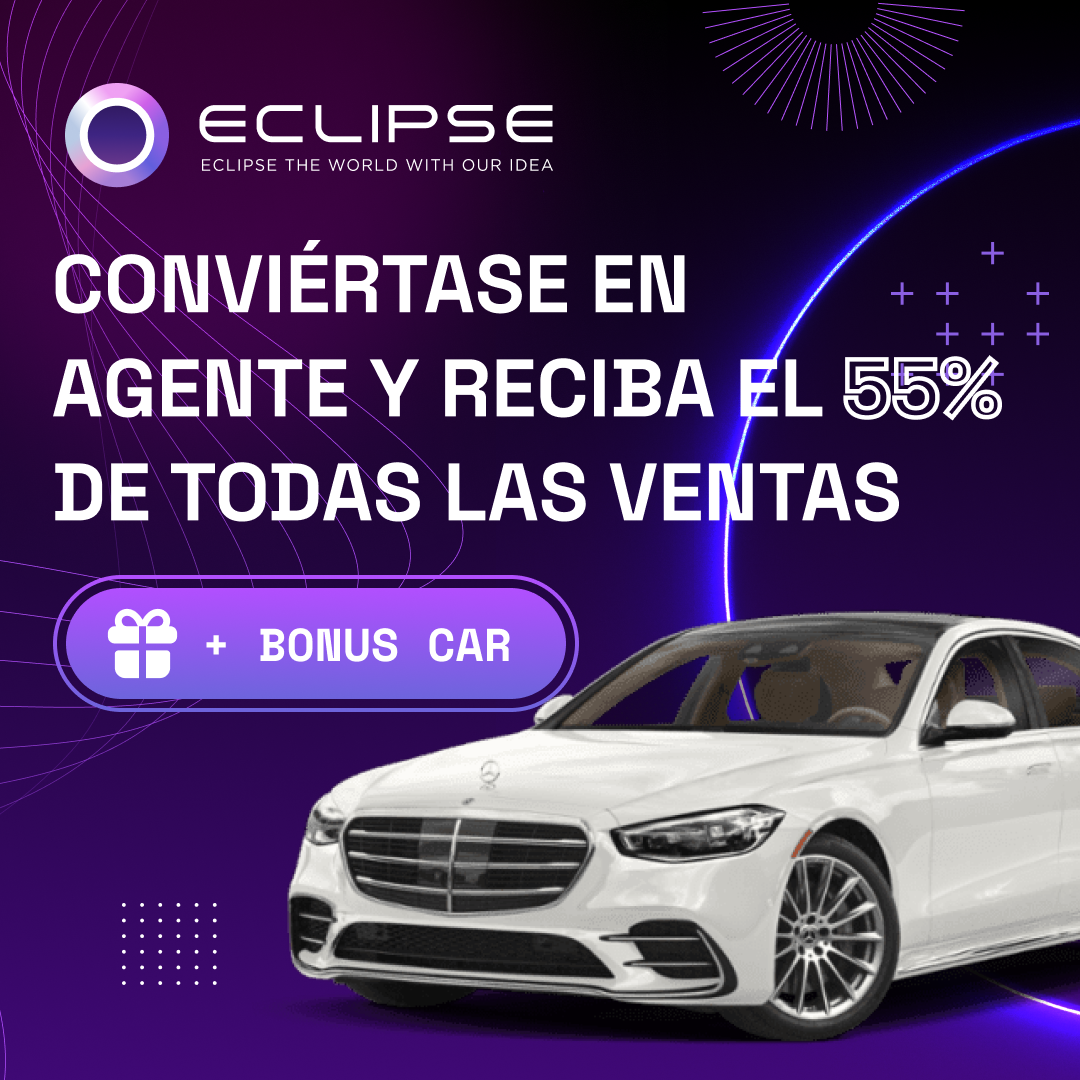 ECLIPSE
ECLIPSE THE WORLD WITH OUR IDEA
CONVIÉRTASE EN
AGENTE Y RECIBA EL 55%
DE TODAS LAS VENTAS
+ BONUS CAR